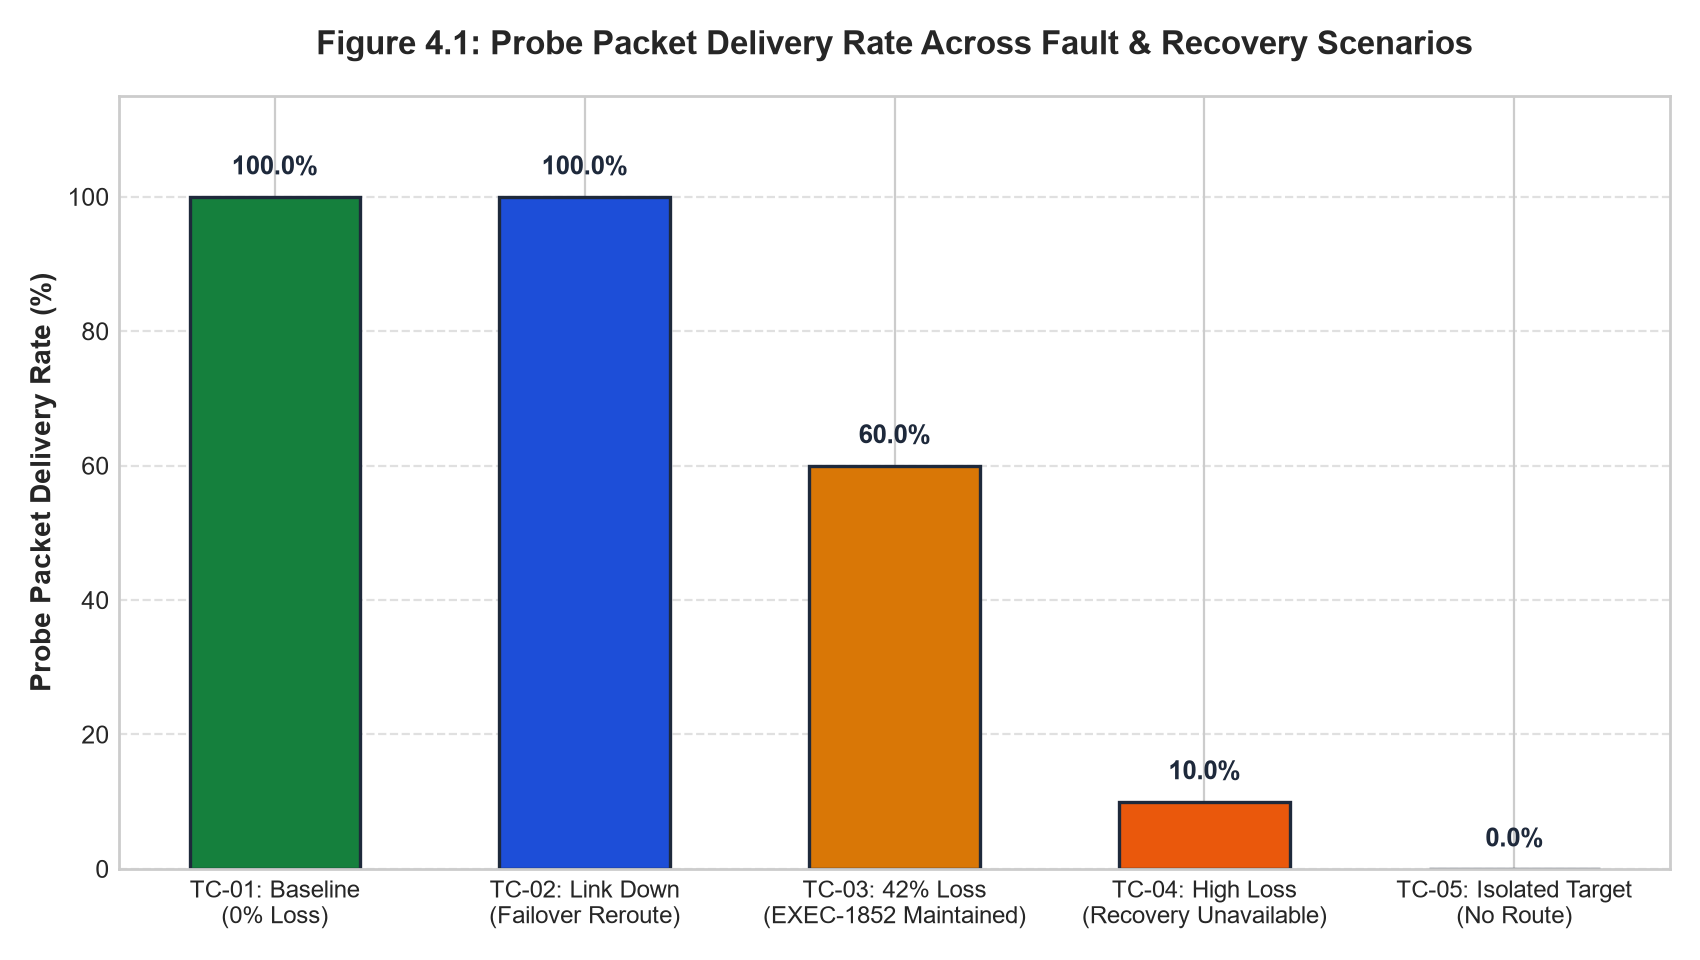 Figure 4.1: Probe Packet Delivery Rate Across Fault & Recovery Scenarios
Probe Packet Delivery Rate (%)
100
80
60
40
20
0
100.0%
100.0%
60.0%
10.0%
0.0%
TC-01: Baseline
(0% Loss)
TC-02: Link Down
(Failover Reroute)
TC-03: 42% Loss
(EXEC-1852 Maintained)
TC-04: High Loss
(Recovery Unavailable)
TC-05: Isolated Target
(No Route)